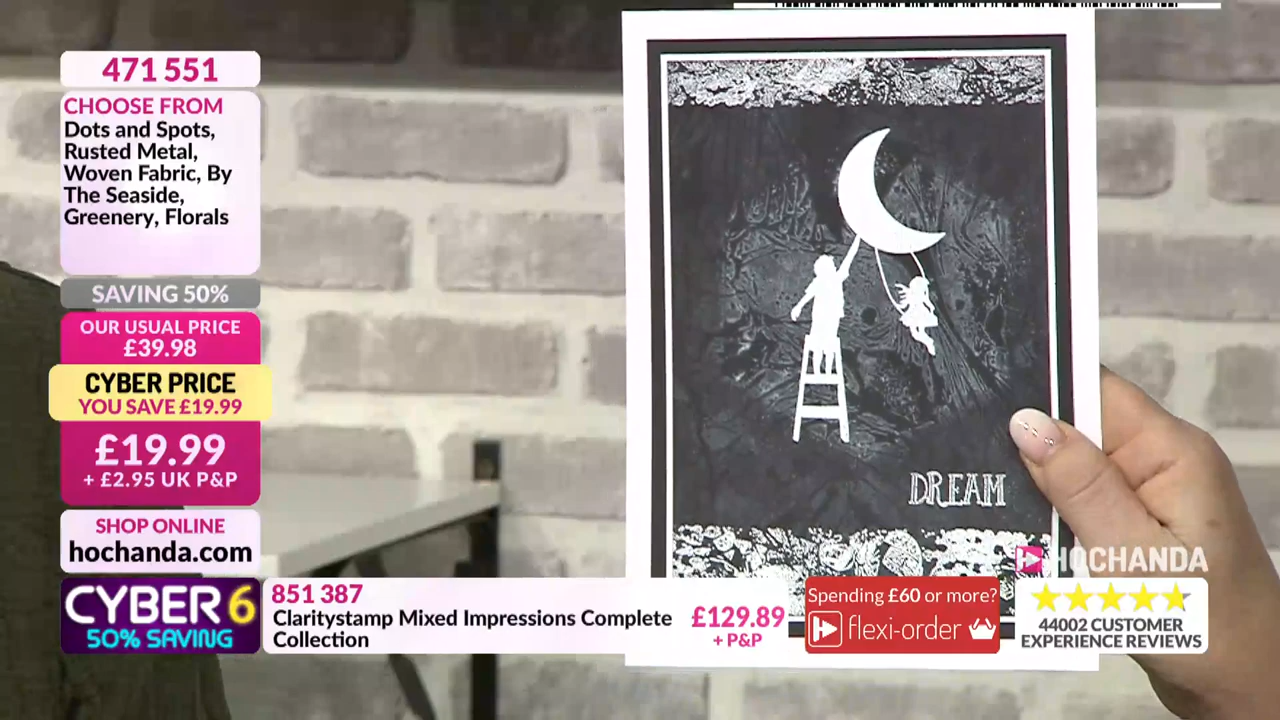 471 551
CHOOSE FROM
Dots and Spots,
Rusted Metal,
Woven Fabric, By
The Seaside,
Greenery, Florals
SAVING 50%
OUR USUAL PRICE
£39.98
CYBER PRICE
YOU SAVE £19.99
£19.99
+ £2.95 UK P&P
SHOP ONLINE
hochanda.com
CYBER 6
50% SAVING
851 387
Claritystamp Mixed Impressions Complete
Collection
£129.89
+ P&P
Spending £60 or more?
flexi-order
44002 CUSTOMER
EXPERIENCE REVIEWS
DREAM
HOCHANDA